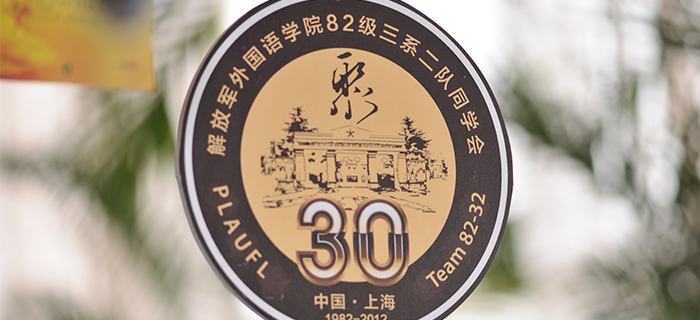 解放军外国语学院82级三系二队同学会
聚
PLAUFL
30
Team 82-32
中国·上海
1982-2012